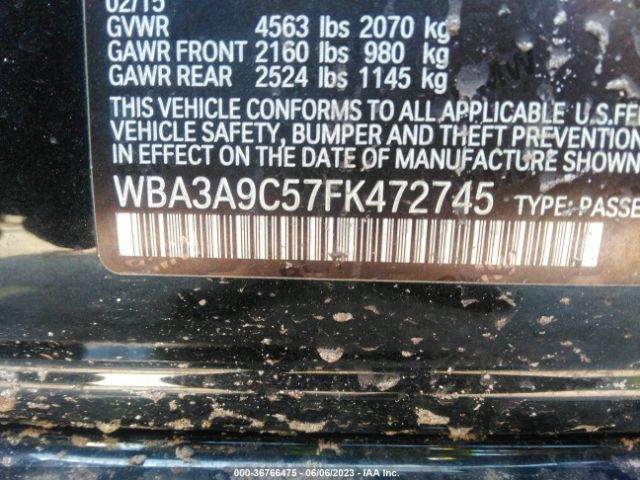 02/15
GVWR 4563 lbs 2070 kg
GAWR FRONT 2160 lbs 980 kg
GAWR REAR 2524 lbs 1145 kg
THIS VEHICLE CONFORMS TO ALL APPLICABLE U.S.FE
VEHICLE SAFETY, BUMPER AND THEFT PREVENTION
IN EFFECT ON THE DATE OF MANUFACTURE SHOWN
WBA3A9C57FK472745 TYPE: PASSE
000-36766475 - 06/06/2023 - IAA Inc.